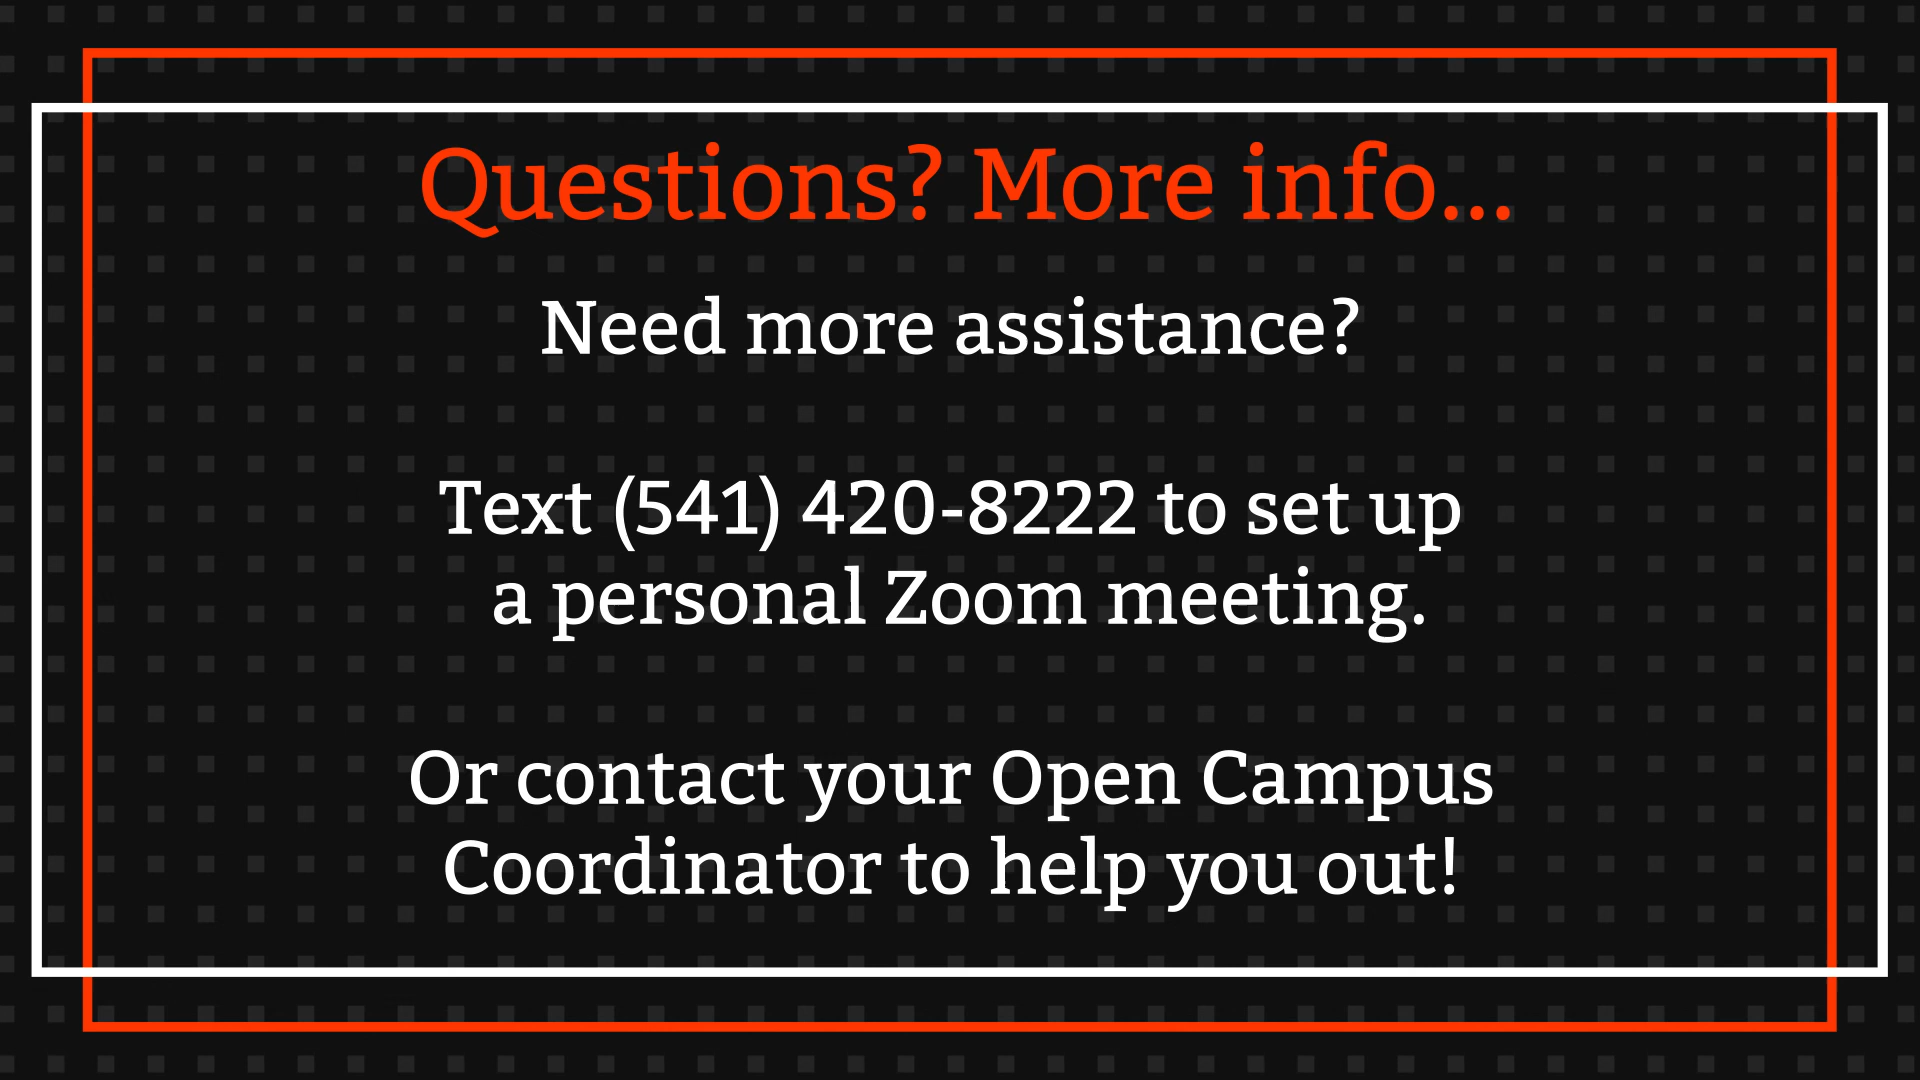 Questions? More info...
Need more assistance?
Text (541) 420-8222 to set up
a personal Zoom meeting.
Or contact your Open Campus
Coordinator to help you out!